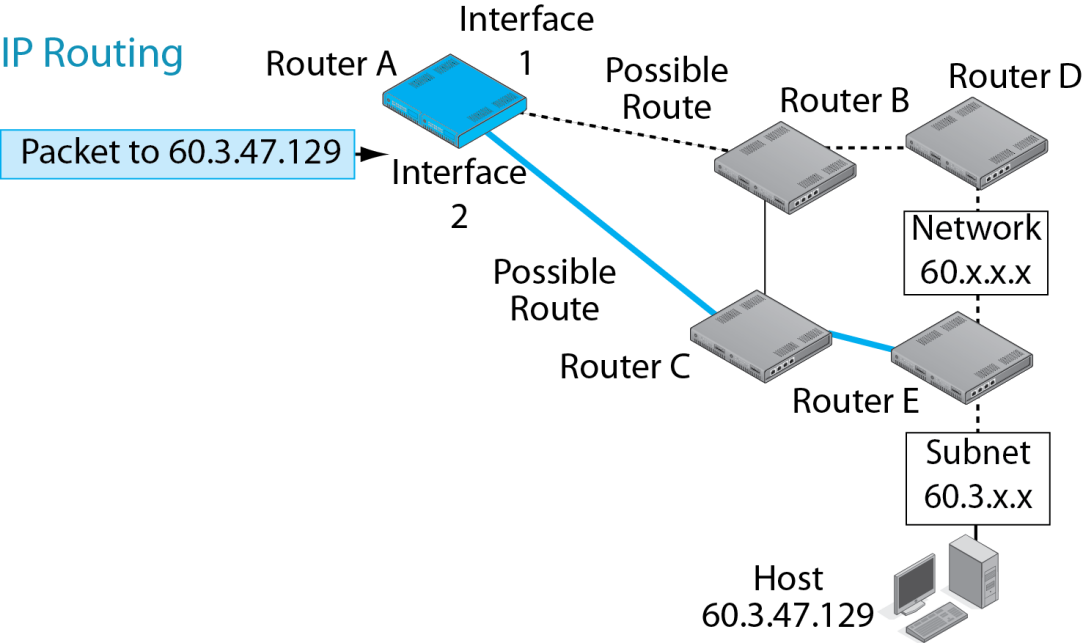 IP Routing
Router A
Interface
1
Possible
Route
Router B
Router D
Packet to 60.3.47.129
Interface
2
Network
60.x.x.x
Possible
Route
Router C
Router E
Subnet
60.3.x.x
Host
60.3.47.129